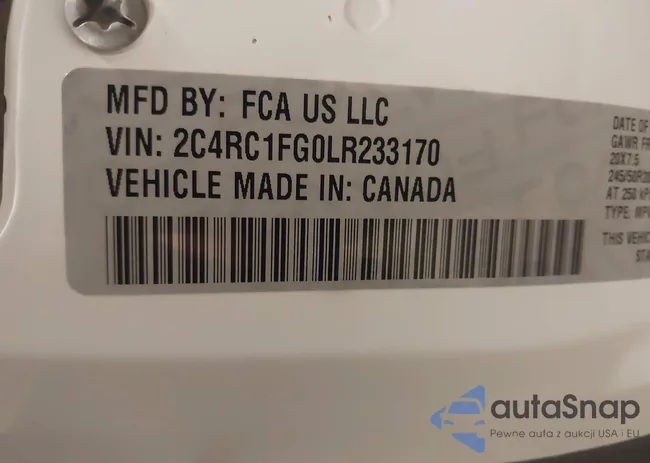 MFD BY: FCA US LLC
VIN: 2C4RC1FG0LR233170
VEHICLE MADE IN: CANADA
DATE OF
GAWR FR
20X7.5
245/50R20
AT 250 KP
TYPE: MPV
THIS VEHIC
STA
autaSnap
Pewne auta z aukcji USA i EU